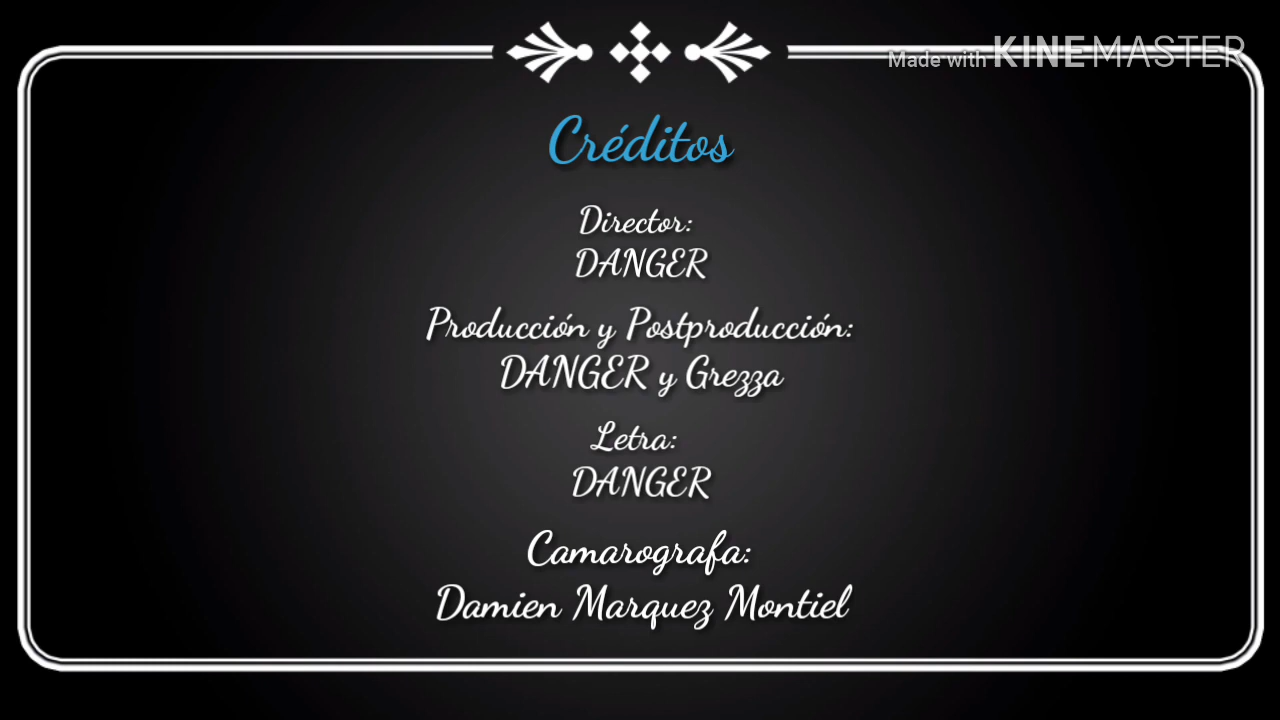 Made with KINEMASTER
Créditos
Director:
DANGER
Producción y Postproducción:
DANGER y Grezza
Letra:
DANGER
Camarografa:
Damien Marquez Montiel